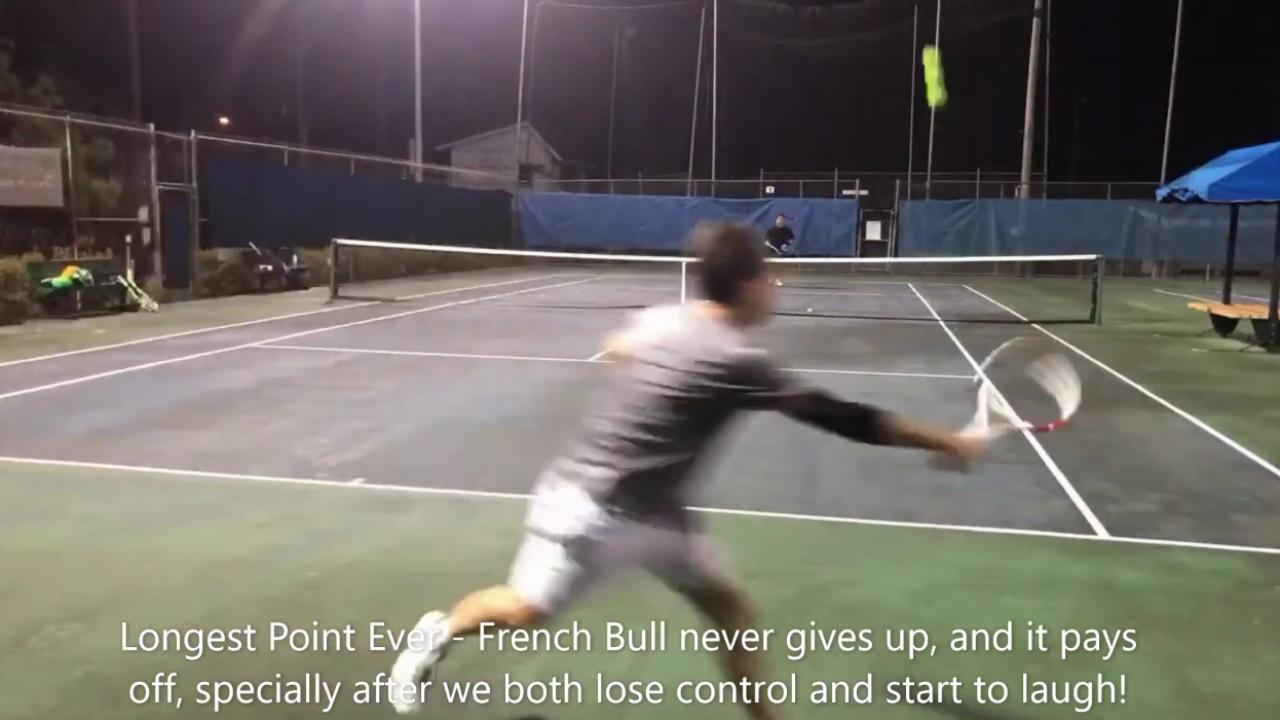 Longest Point Ever - French Bull never gives up, and it pays
off, specially after we both lose control and start to laugh!